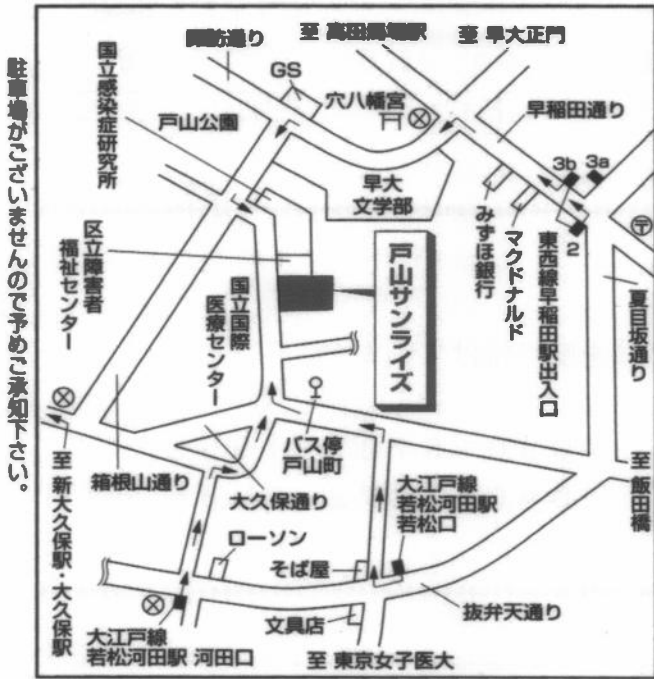 駐車場がございませんので予めご承知下さい。
諏訪通り
至 高田馬場駅
至 早大正門
GS
穴八幡宮
早稲田通り
国立感染症研究所
戸山公園
3b
3a
2
早大
文学部
みずほ銀行
マクドナルド
東西線早稲田駅出入口
〒
夏目坂通り
区立障害者
福祉センター
国立国際
医療センター
戸山サンライズ
バス停
戸山町
箱根山通り
大久保通り
至 新大久保駅・大久保駅
至 飯田橋
大江戸線
若松河田駅
若松口
ローソン
そば屋
抜弁天通り
文具店
大江戸線
若松河田駅 河田口
至 東京女子医大